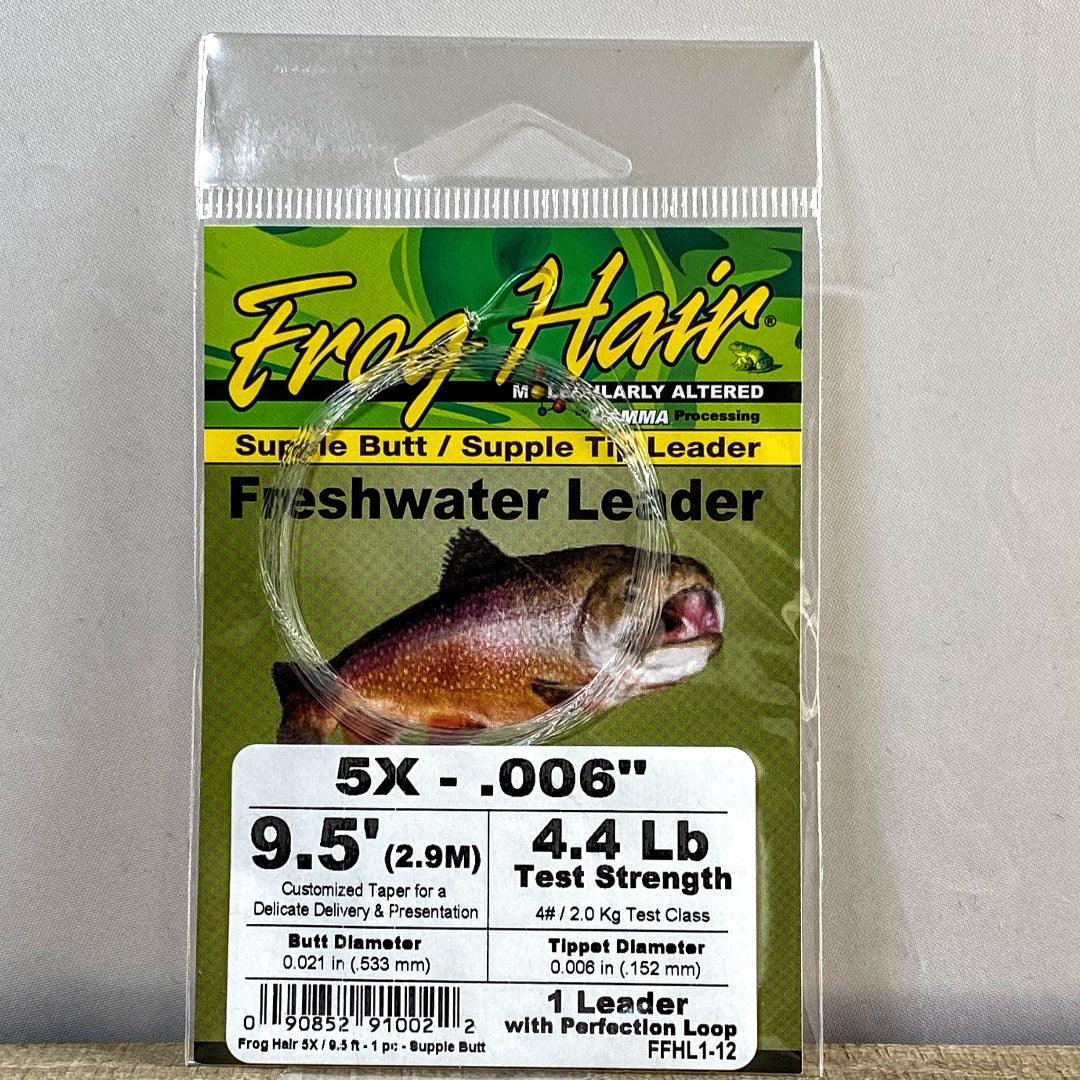 Frog Hair®
MOLECULARLY ALTERED
GAMMA Processing
Supple Butt / Supple Tip Leader
Freshwater Leader
5X - .006"
9.5' (2.9M)
Customized Taper for a
Delicate Delivery & Presentation
4.4 Lb
Test Strength
4# / 2.0 Kg Test Class
Butt Diameter
0.021 in (.533 mm)
Tippet Diameter
0.006 in (.152 mm)
0 90852 91002 2
Frog Hair 5X / 9.5 ft - 1 pc - Supple Butt
1 Leader
with Perfection Loop
FFHL1-12